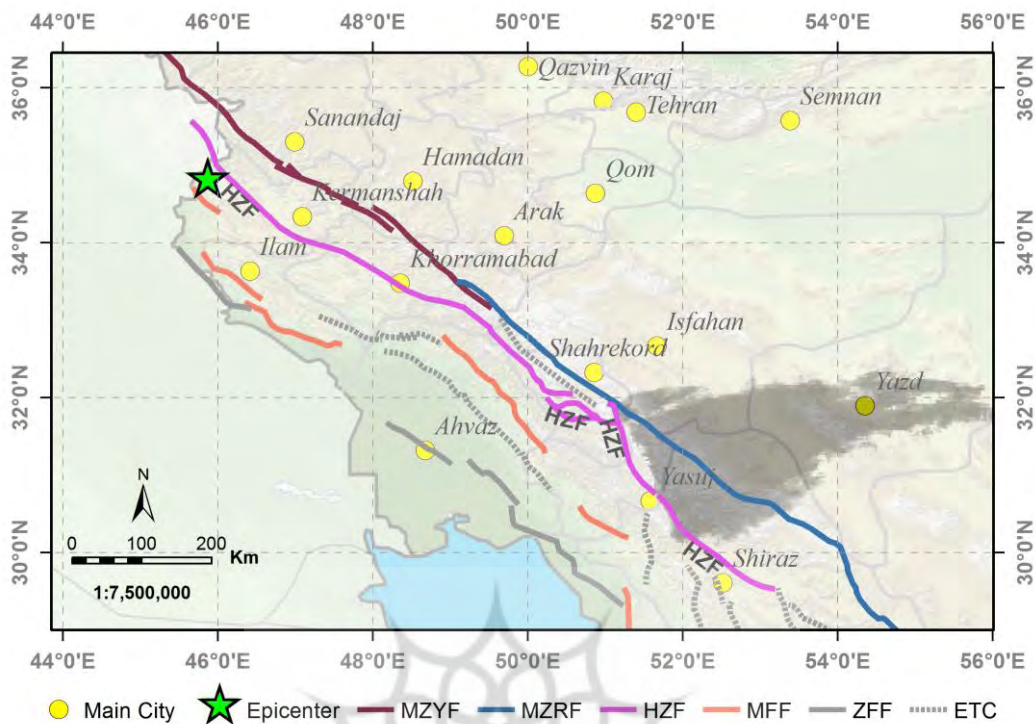 44°0'E 46°0'E 48°0'E 50°0'E 52°0'E 54°0'E 56°0'E
36°0'N 36°0'N
34°0'N 34°0'N
32°0'N 32°0'N
30°0'N 30°0'N
Qazvin
Karaj
Tehran
Semnan
Sanandaj
Hamadan
Qom
HZF
Kermanshah
Arak
Ilam
Khorramabad
Isfahan
Shahrekord
Yazd
HZF
HZF
Ahvaz
Yasuj
HZF
Shiraz
N
0 100 200
Km
1:7,500,000
44°0'E 46°0'E 48°0'E 50°0'E 52°0'E 54°0'E 56°0'E
Main City Epicenter MZYF MZRF HZF MFF ZFF ETC